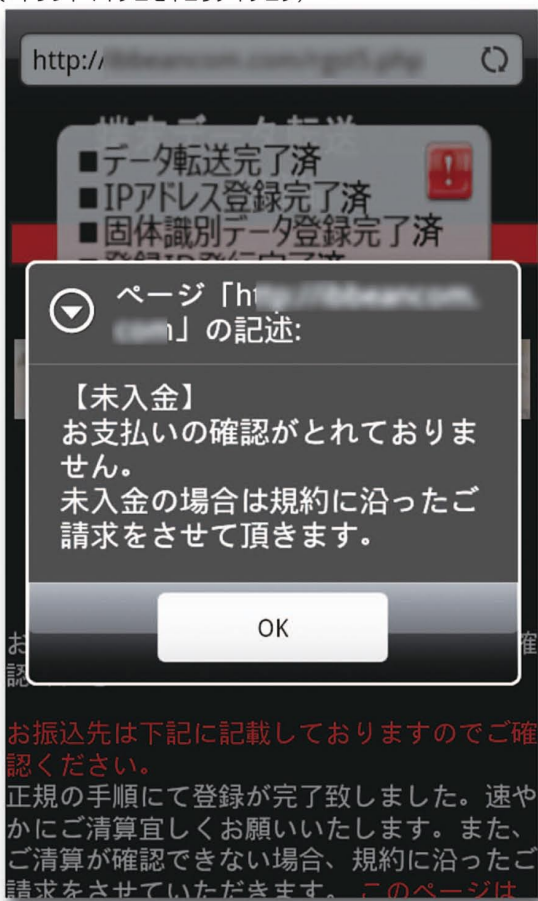 http://
端末データ転送
■データ転送完了済
■IPアドレス登録完了済
■固体識別データ登録完了済
ページ「ht
」の記述:
【未入金】
お支払いの確認がとれておりま
せん。
未入金の場合は規約に沿ったご
請求をさせて頂きます。
OK
お振込先は下記に記載しておりますのでご確
認ください。
正規の手順にて登録が完了致しました。速や
かにご清算宜しくお願いいたします。また、
ご清算が確認できない場合、規約に沿ったご
請求をさせていただきます。 このページは